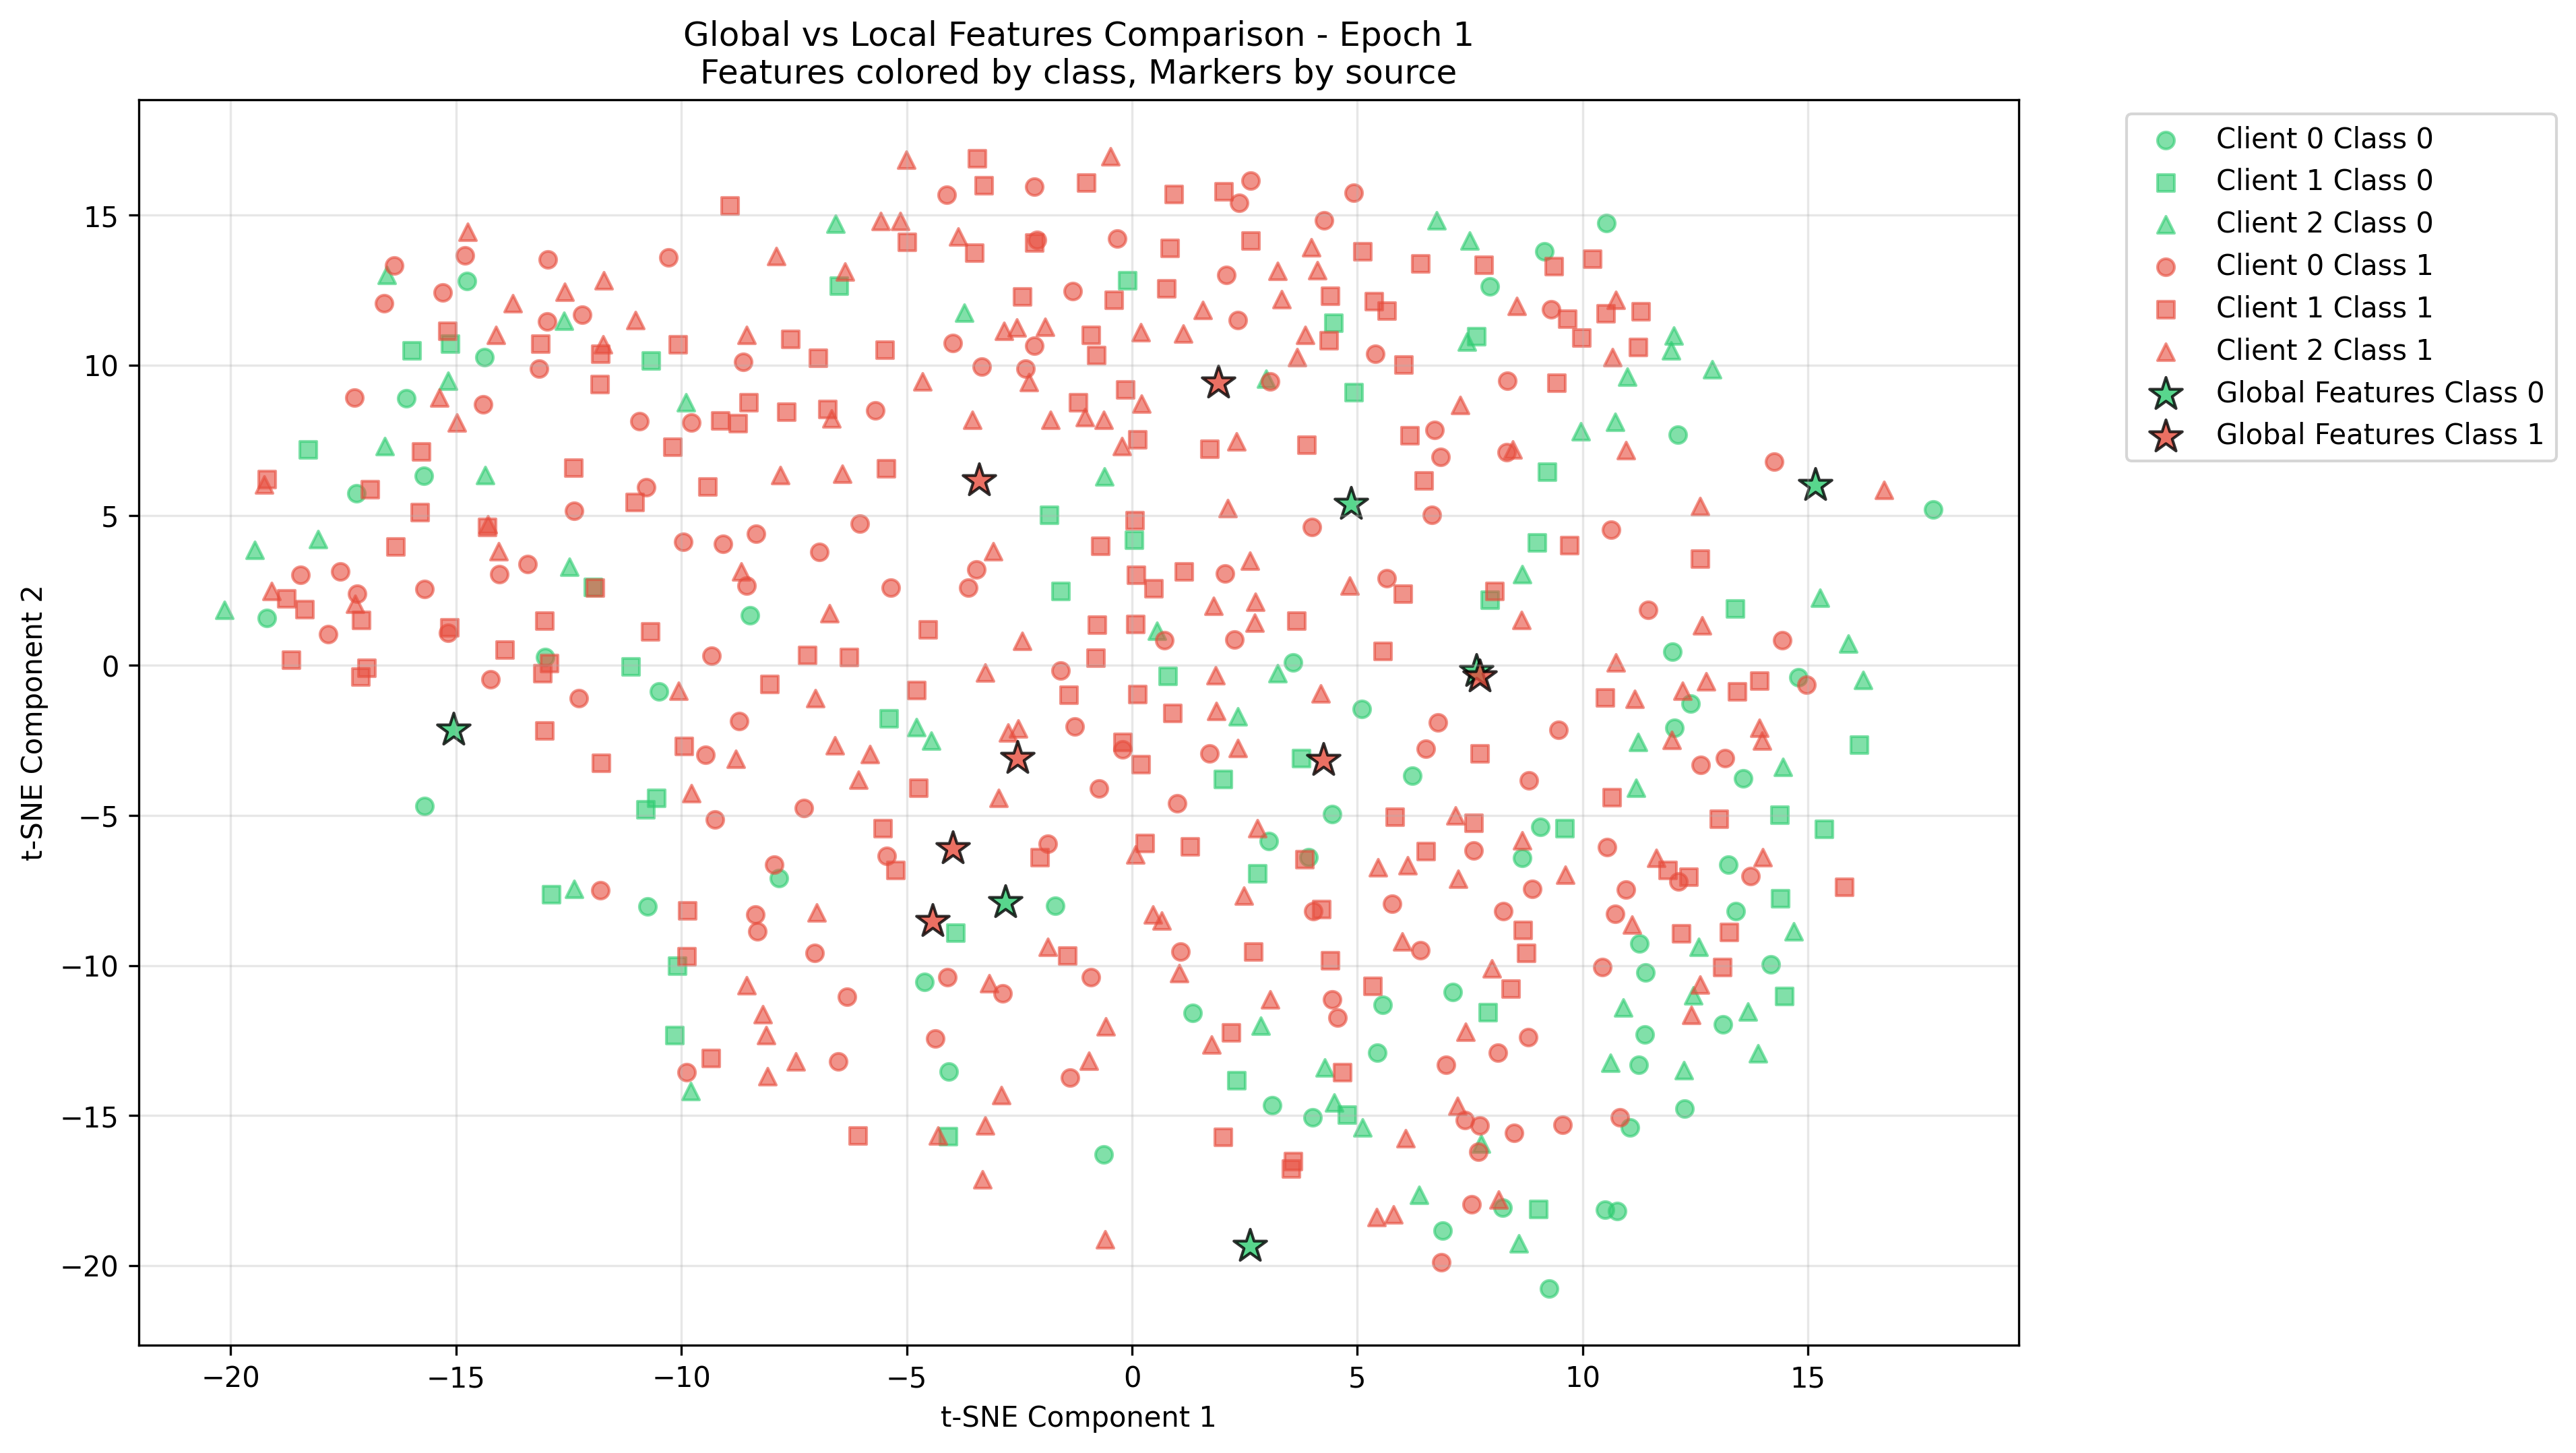 Global vs Local Features Comparison - Epoch 1
Features colored by class, Markers by source
Client 0 Class 0
Client 1 Class 0
Client 2 Class 0
Client 0 Class 1
Client 1 Class 1
Client 2 Class 1
Global Features Class 0
Global Features Class 1
t-SNE Component 2
15
10
5
0
−5
−10
−15
−20
−20
−15
−10
−5
0
5
10
15
t-SNE Component 1